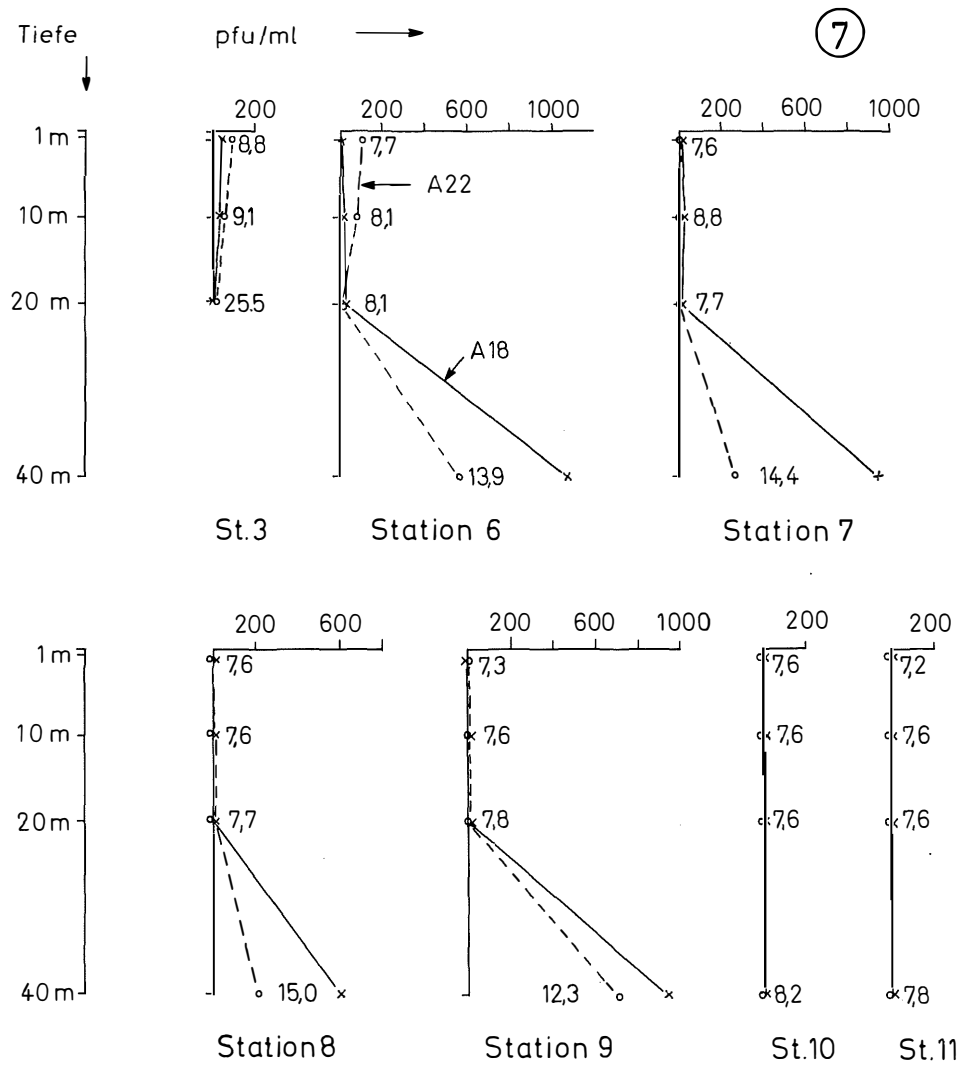 Tiefe pfu/ml 7
200 200 600 1000 200 600 1000
1 m 8,8 7,7 7,6
A22
10 m 9,1 8,1 8,8
20 m 25.5 8,1 7,7
A18
40 m 13,9 14,4
St.3 Station 6 Station 7
200 600 200 600 1000 200 200
1 m 7,6 7,3 7,6 7,2
10 m 7,6 7,6 7,6 7,6
20 m 7,7 7,8 7,6 7,6
40 m 15,0 12,3 8,2 7,8
Station 8 Station 9 St.10 St.11